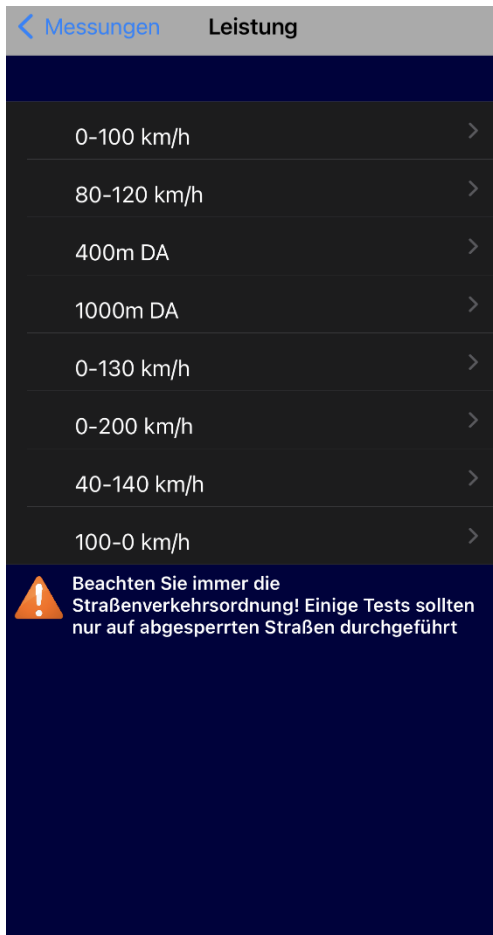 Messungen Leistung
0-100 km/h
80-120 km/h
400m DA
1000m DA
0-130 km/h
0-200 km/h
40-140 km/h
100-0 km/h
Beachten Sie immer die
Straßenverkehrsordnung! Einige Tests sollten
nur auf abgesperrten Straßen durchgeführt